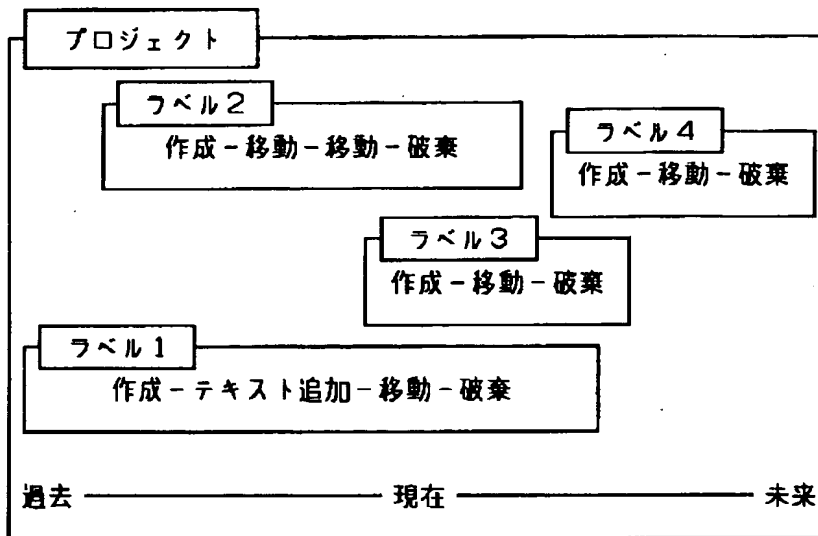 プロジェクト
ラベル2
作成-移動-移動-破棄
ラベル4
作成-移動-破棄
ラベル3
作成-移動-破棄
ラベル1
作成-テキスト追加-移動-破棄
過去 現在 未来